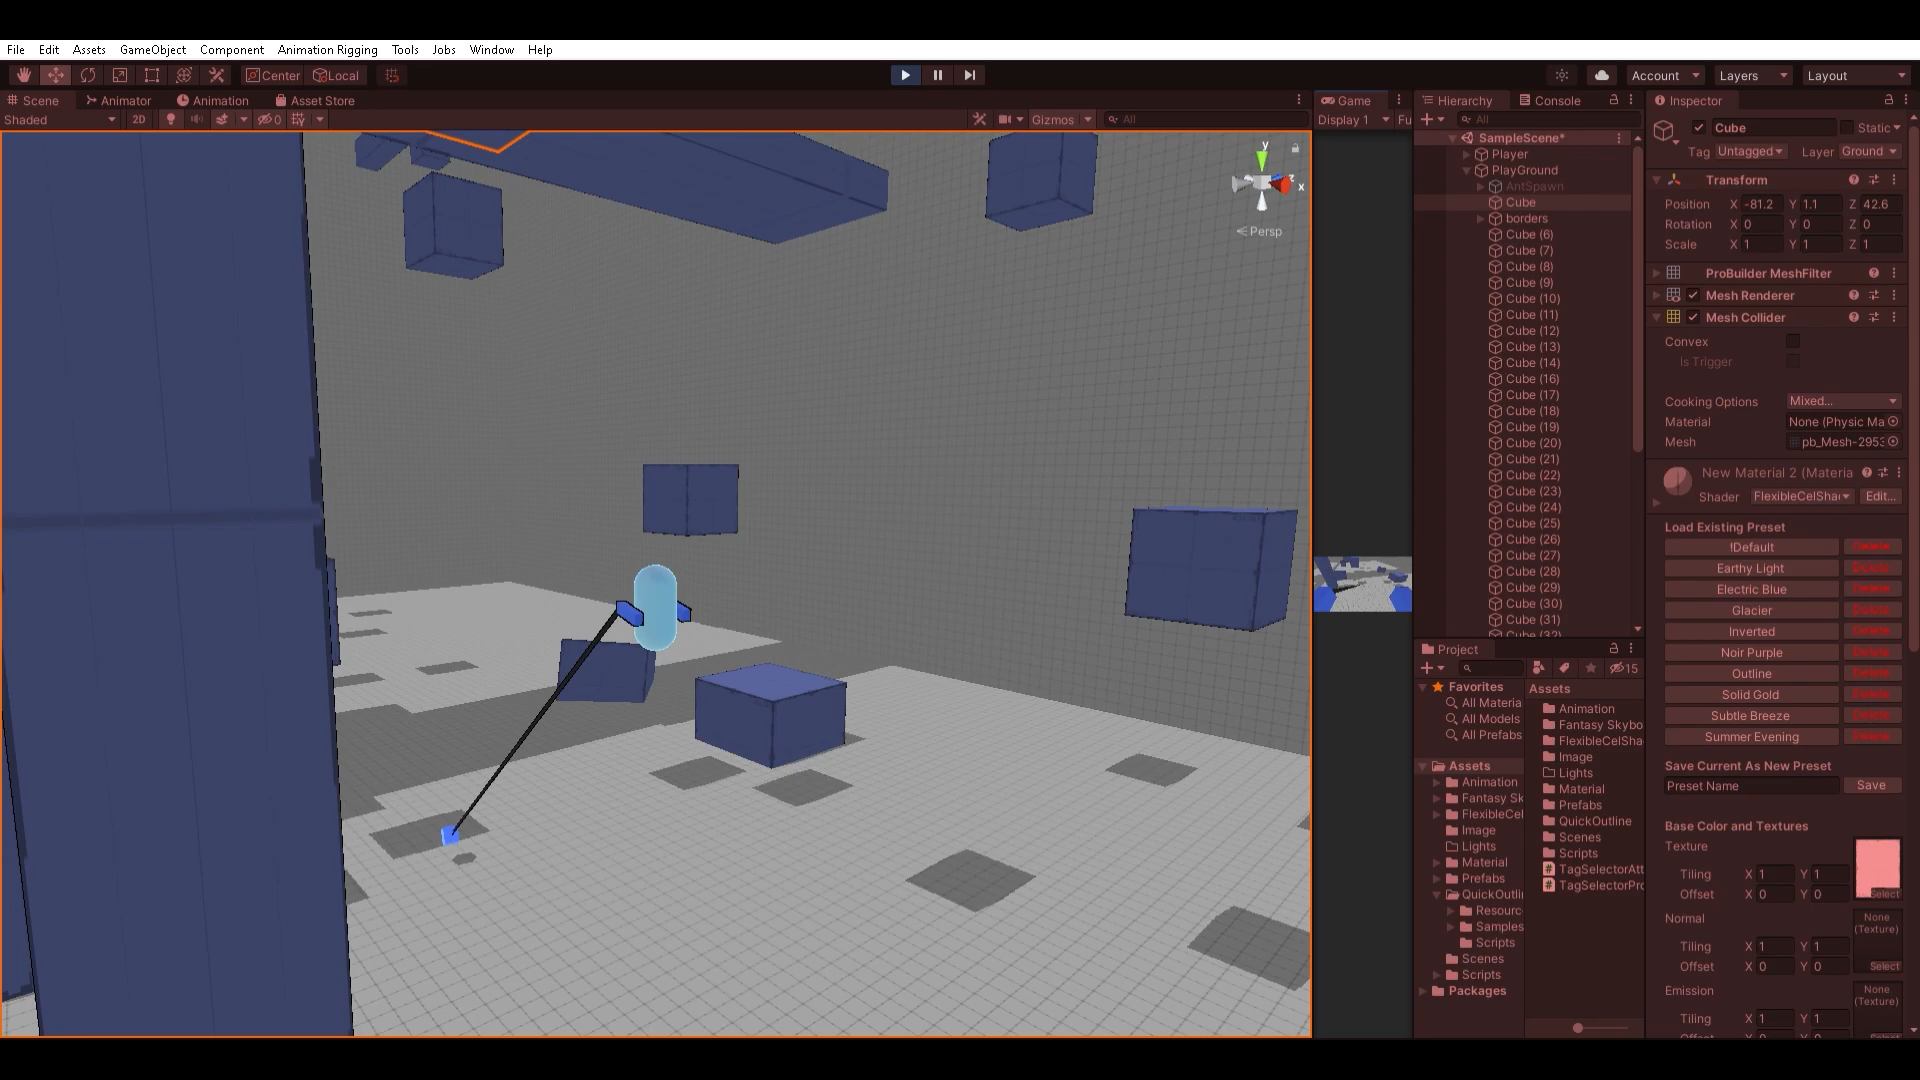 File Edit Assets GameObject Component Animation Rigging Tools Jobs Window Help
Center Local Account Layers Layout
Scene Animator Animation Asset Store
Shaded 2D 0 Gizmos All
y
x
z
Persp
Game
Display 1 Fu
Hierarchy Console
All
SampleScene*
Player
PlayGround
AntSpawn
Cube
borders
Cube (6)
Cube (7)
Cube (8)
Cube (9)
Cube (10)
Cube (11)
Cube (12)
Cube (13)
Cube (14)
Cube (16)
Cube (17)
Cube (18)
Cube (19)
Cube (20)
Cube (21)
Cube (22)
Cube (23)
Cube (24)
Cube (25)
Cube (26)
Cube (27)
Cube (28)
Cube (29)
Cube (30)
Cube (31)
Cube (32)
Project
15
Favorites
All Materia
All Models
All Prefabs
Assets
Animation
Fantasy Sk
FlexibleCel
Image
Lights
Material
Prefabs
QuickOutli
Resourc
Samples
Scripts
Scenes
Scripts
Packages
Assets
Animation
Fantasy Skybo
FlexibleCelSha
Image
Lights
Material
Prefabs
QuickOutline
Scenes
Scripts
TagSelectorAtt
TagSelectorPro
Inspector
Cube Static
Tag Untagged Layer Ground
Transform
Position X -81.2 Y 1.1 Z 42.6
Rotation X 0 Y 0 Z 0
Scale X 1 Y 1 Z 1
ProBuilder MeshFilter
Mesh Renderer
Mesh Collider
Convex
Is Trigger
Cooking Options Mixed...
Material None (Physic Ma
Mesh pb_Mesh-2953
New Material 2 (Materia
Shader FlexibleCelSha Edit...
Load Existing Preset
!Default Delete
Earthy Light Delete
Electric Blue Delete
Glacier Delete
Inverted Delete
Noir Purple Delete
Outline Delete
Solid Gold Delete
Subtle Breeze Delete
Summer Evening Delete
Save Current As New Preset
Preset Name Save
Base Color and Textures
Texture
Tiling X 1 Y 1
Offset X 0 Y 0 Select
Normal None (Texture)
Tiling X 1 Y 1
Offset X 0 Y 0 Select
Emission None (Texture)
Tiling X 1 Y 1